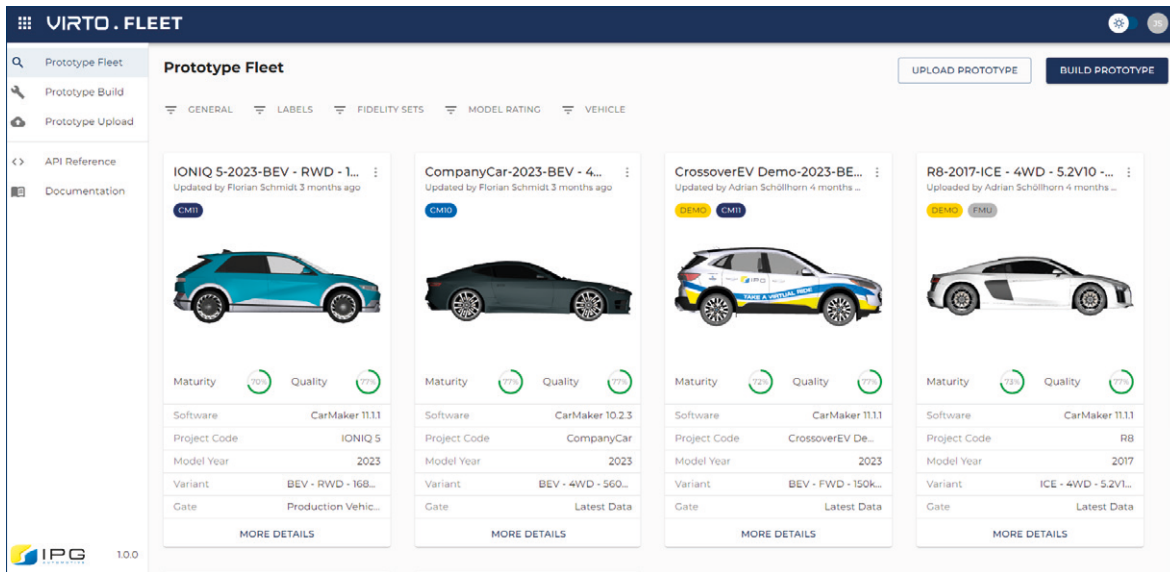 VIRTO . FLEET
JS
Prototype Fleet
Prototype Build
Prototype Upload
API Reference
Documentation
Prototype Fleet
UPLOAD PROTOTYPE
BUILD PROTOTYPE
GENERAL LABELS FIDELITY SETS MODEL RATING VEHICLE
IONIQ 5-2023-BEV - RWD - 1...
Updated by Florian Schmidt 3 months ago
CM11
Maturity 70% Quality 77%
Software CarMaker 11.1.1
Project Code IONIQ 5
Model Year 2023
Variant BEV - RWD - 168...
Gate Production Vehic...
MORE DETAILS
CompanyCar-2023-BEV - 4...
Updated by Florian Schmidt 3 months ago
CM10
Maturity 77% Quality 77%
Software CarMaker 10.2.3
Project Code CompanyCar
Model Year 2023
Variant BEV - 4WD - 560...
Gate Latest Data
MORE DETAILS
CrossoverEV Demo-2023-BE...
Updated by Adrian Schöllhorn 4 months ...
DEMO CM11
IPG
TAKE A VIRTUAL RIDE
Maturity 72% Quality 77%
Software CarMaker 11.1.1
Project Code CrossoverEV De...
Model Year 2023
Variant BEV - FWD - 150k...
Gate Latest Data
MORE DETAILS
R8-2017-ICE - 4WD - 5.2V10 -...
Uploaded by Adrian Schöllhorn 4 months ...
DEMO FMU
Maturity 73% Quality 77%
Software CarMaker 11.1.1
Project Code R8
Model Year 2017
Variant ICE - 4WD - 5.2V1...
Gate Latest Data
MORE DETAILS
IPG
AUTOMOTIVE
1.0.0